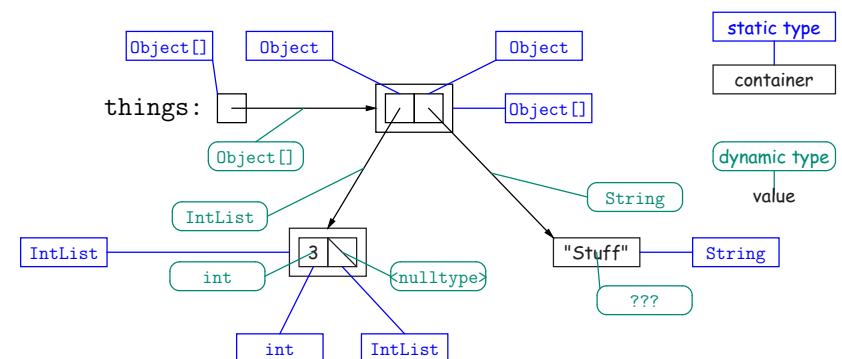 static type
Object[]
Object
Object
container
things:
Object[]
Object[]
dynamic type
value
String
IntList
IntList
3
"Stuff"
String
int
<nulltype>
???
int
IntList